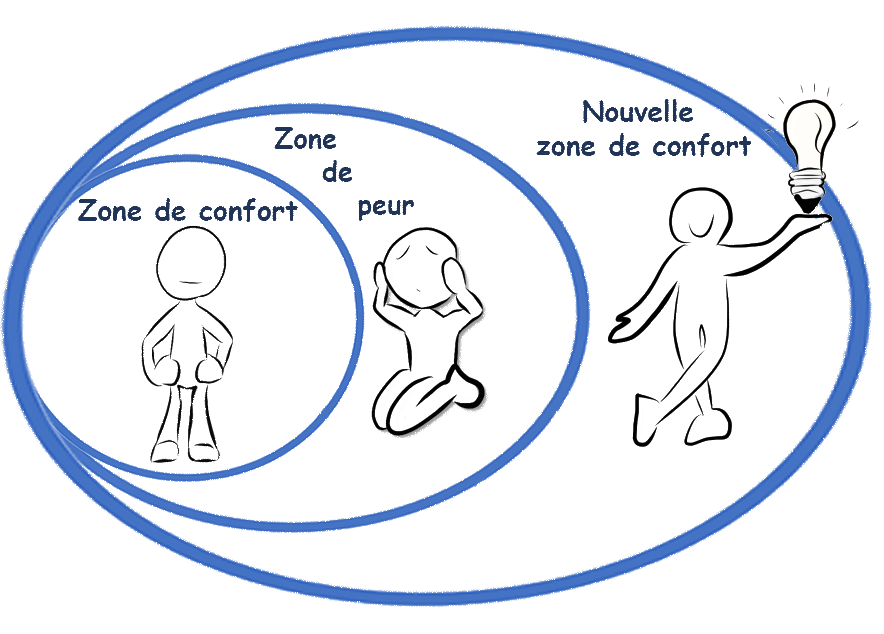 Zone de confort
Zone
de
peur
Nouvelle
zone de confort